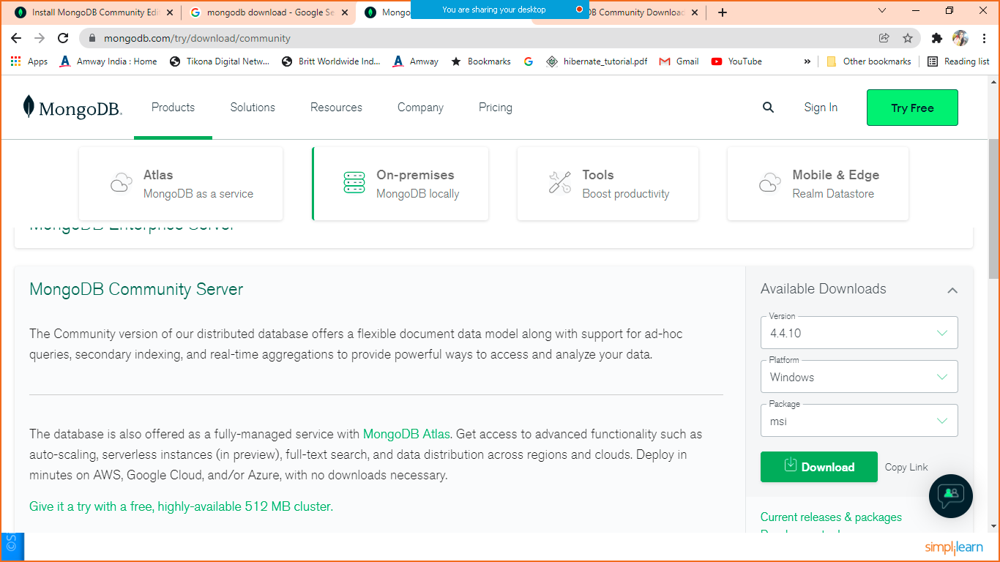 Install MongoDB Community Edi
mongodb download - Google Se
Mongo
You are sharing your desktop
DB Community Download
mongodb.com/try/download/community
Apps
Amway India : Home
Tikona Digital Netw...
Britt Worldwide Ind...
Amway
Bookmarks
hibernate_tutorial.pdf
Gmail
YouTube
»
Other bookmarks
Reading list
MongoDB.
Products
Solutions
Resources
Company
Pricing
Sign In
Try Free
Atlas
MongoDB as a service
On-premises
MongoDB locally
Tools
Boost productivity
Mobile & Edge
Realm Datastore
MongoDB Enterprise Server
MongoDB Community Server
The Community version of our distributed database offers a flexible document data model along with support for ad-hoc
queries, secondary indexing, and real-time aggregations to provide powerful ways to access and analyze your data.
The database is also offered as a fully-managed service with MongoDB Atlas. Get access to advanced functionality such as
auto-scaling, serverless instances (in preview), full-text search, and data distribution across regions and clouds. Deploy in
minutes on AWS, Google Cloud, and/or Azure, with no downloads necessary.
Give it a try with a free, highly-available 512 MB cluster.
Available Downloads
Version
4.4.10
Platform
Windows
Package
msi
Download
Copy Link
Current releases & packages
©S
simplilearn